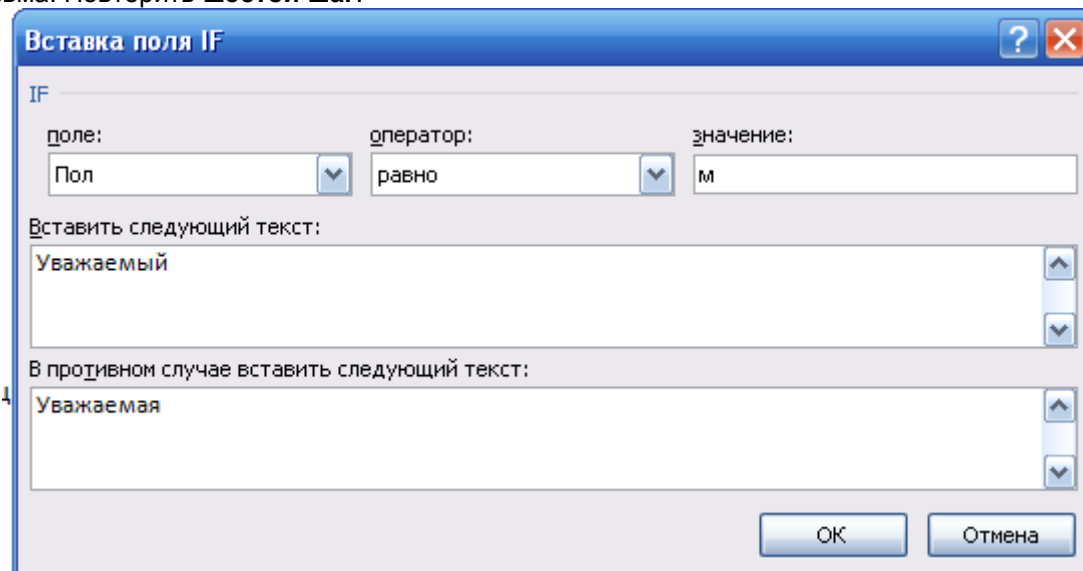 Вставка поля IF
IF
поле: оператор: значение:
Пол равно м
Вставить следующий текст:
Уважаемый
В противном случае вставить следующий текст:
Уважаемая
ОК Отмена